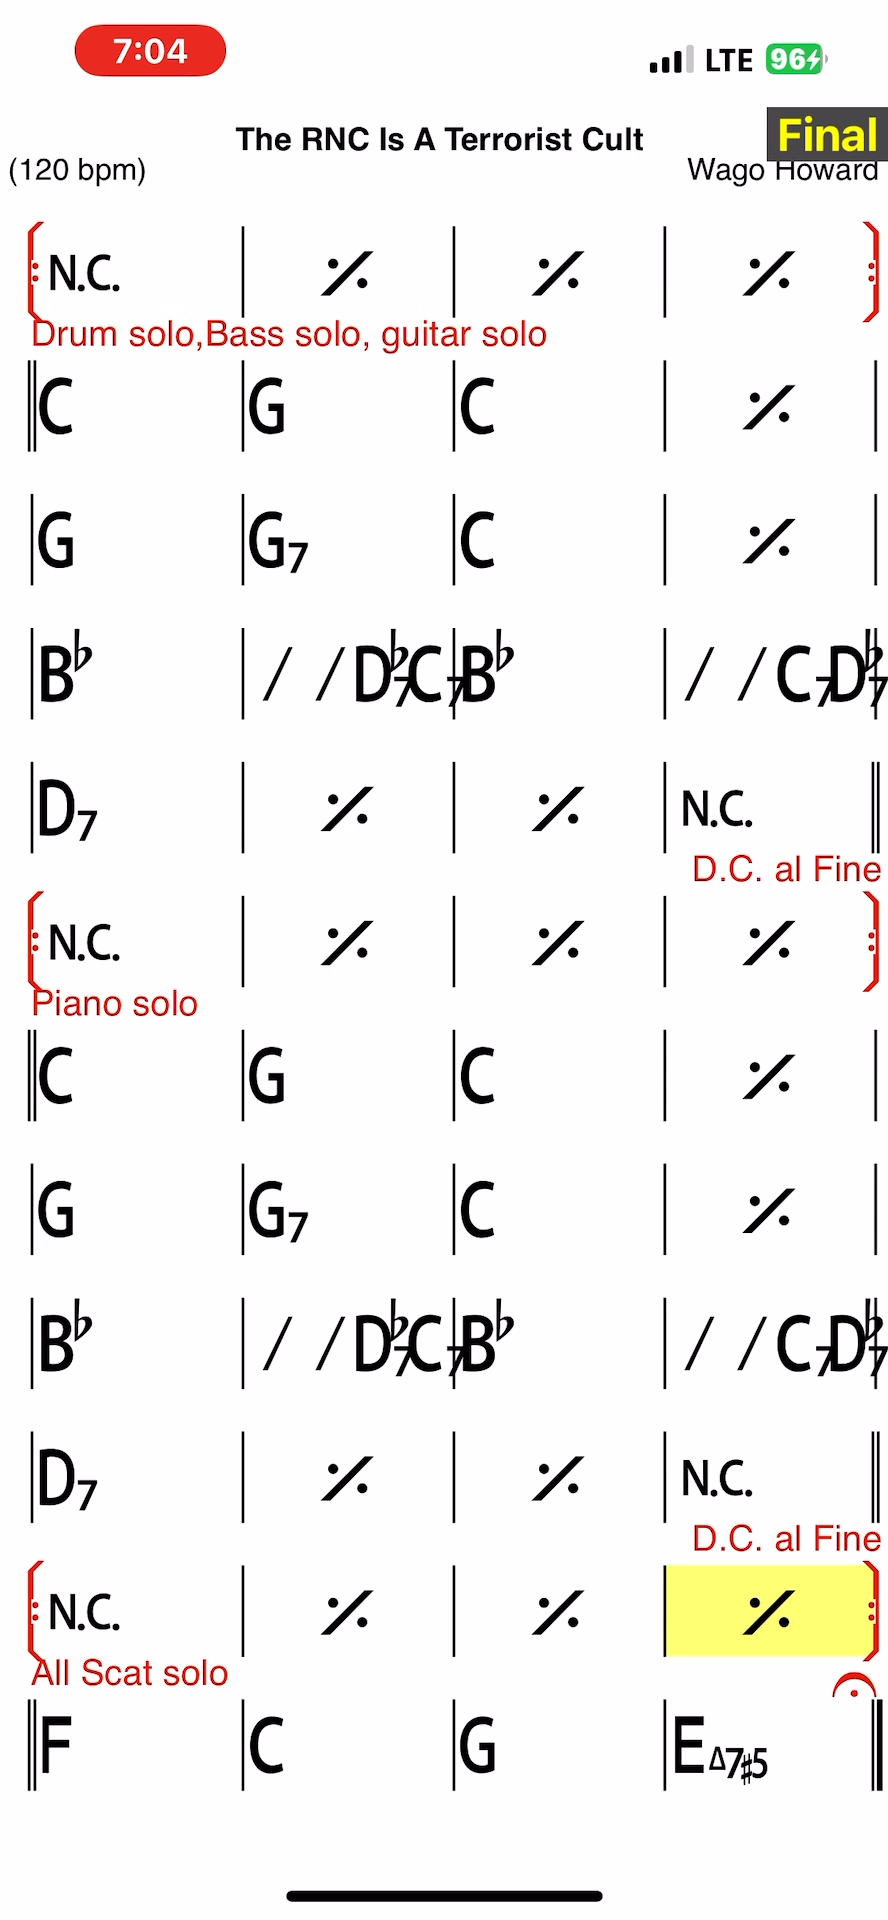 7:04 LTE 96
The RNC Is A Terrorist Cult
Final
(120 bpm) Wago Howard
N.C. 𝄎 𝄎 𝄎
Drum solo,Bass solo, guitar solo
C G C 𝄎
G G7 C 𝄎
B♭ / / D♭7 C7 B♭ / / C7 D♭7
D7 𝄎 𝄎 N.C.
D.C. al Fine
N.C. 𝄎 𝄎 𝄎
Piano solo
C G C 𝄎
G G7 C 𝄎
B♭ / / D♭7 C7 B♭ / / C7 D♭7
D7 𝄎 𝄎 N.C.
D.C. al Fine
N.C. 𝄎 𝄎 𝄎
All Scat solo
F C G EΔ7♯5